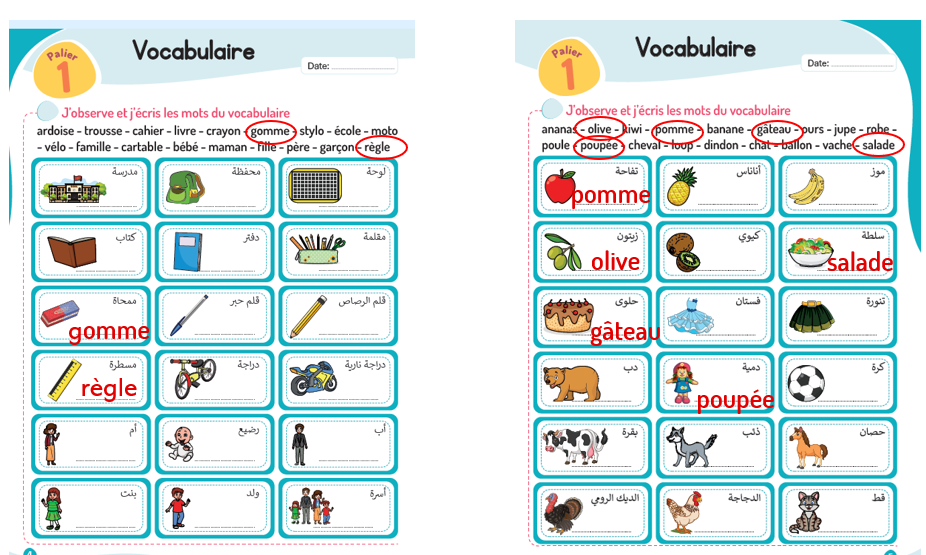 Palier
1
Vocabulaire
Date:
J'observe et j'écris les mots du vocabulaire
ardoise – trousse – cahier – livre – crayon – gomme – stylo – école – moto
– vélo – famille – cartable – bébé – maman – fille – père – garçon – règle
مدرسة
محفظة
لوحة
كتاب
دفتر
مقلمة
ممحاة
gomme
قلم حبر
قلم الرصاص
مسطرة
règle
دراجة
دراجة نارية
أم
رضيع
أب
بنت
ولد
أسرة
Palier
1
Vocabulaire
Date:
J'observe et j'écris les mots du vocabulaire
ananas – olive – kiwi – pomme – banane – gâteau – ours – jupe – robe –
poule – poupée – cheval – loup – dindon – chat – ballon – vache – salade
تفاحة
pomme
أناناس
موز
زيتون
olive
كيوي
سلطة
salade
حلوى
gâteau
فستان
تنورة
دب
دمية
poupée
كرة
بقرة
ذئب
حصان
الديك الرومي
الدجاجة
قط